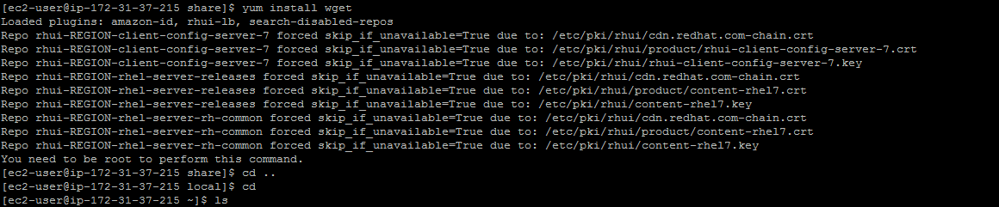 [ec2-user@ip-172-31-37-215 share]$ yum install wget
Loaded plugins: amazon-id, rhui-lb, search-disabled-repos
Repo rhui-REGION-client-config-server-7 forced skip_if_unavailable=True due to: /etc/pki/rhui/cdn.redhat.com-chain.crt
Repo rhui-REGION-client-config-server-7 forced skip_if_unavailable=True due to: /etc/pki/rhui/product/rhui-client-config-server-7.crt
Repo rhui-REGION-client-config-server-7 forced skip_if_unavailable=True due to: /etc/pki/rhui/rhui-client-config-server-7.key
Repo rhui-REGION-rhel-server-releases forced skip_if_unavailable=True due to: /etc/pki/rhui/cdn.redhat.com-chain.crt
Repo rhui-REGION-rhel-server-releases forced skip_if_unavailable=True due to: /etc/pki/rhui/product/content-rhel7.crt
Repo rhui-REGION-rhel-server-releases forced skip_if_unavailable=True due to: /etc/pki/rhui/content-rhel7.key
Repo rhui-REGION-rhel-server-rh-common forced skip_if_unavailable=True due to: /etc/pki/rhui/cdn.redhat.com-chain.crt
Repo rhui-REGION-rhel-server-rh-common forced skip_if_unavailable=True due to: /etc/pki/rhui/product/content-rhel7.crt
Repo rhui-REGION-rhel-server-rh-common forced skip_if_unavailable=True due to: /etc/pki/rhui/content-rhel7.key
You need to be root to perform this command.
[ec2-user@ip-172-31-37-215 share]$ cd ..
[ec2-user@ip-172-31-37-215 local]$ cd
[ec2-user@ip-172-31-37-215 ~]$ ls